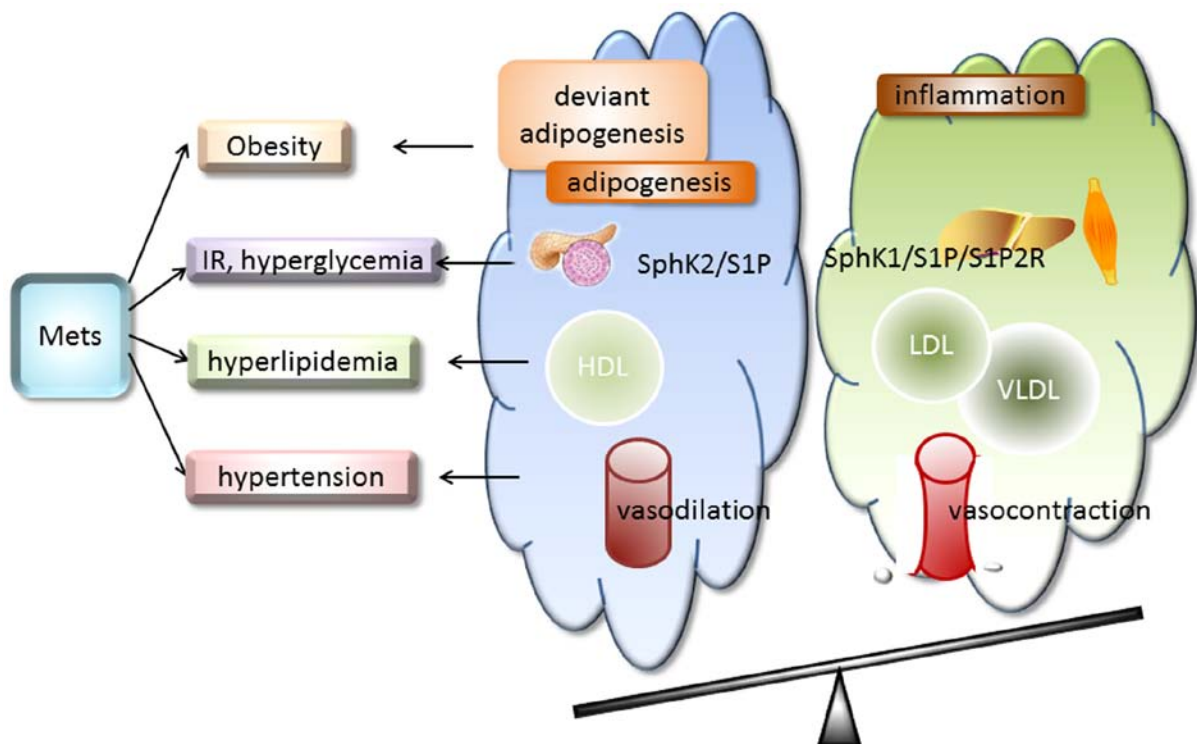 deviant
adipogenesis
adipogenesis
inflammation
Obesity
IR, hyperglycemia
SphK2/S1P
SphK1/S1P/S1P2R
Mets
hyperlipidemia
HDL
LDL
VLDL
hypertension
vasodilation
vasocontraction